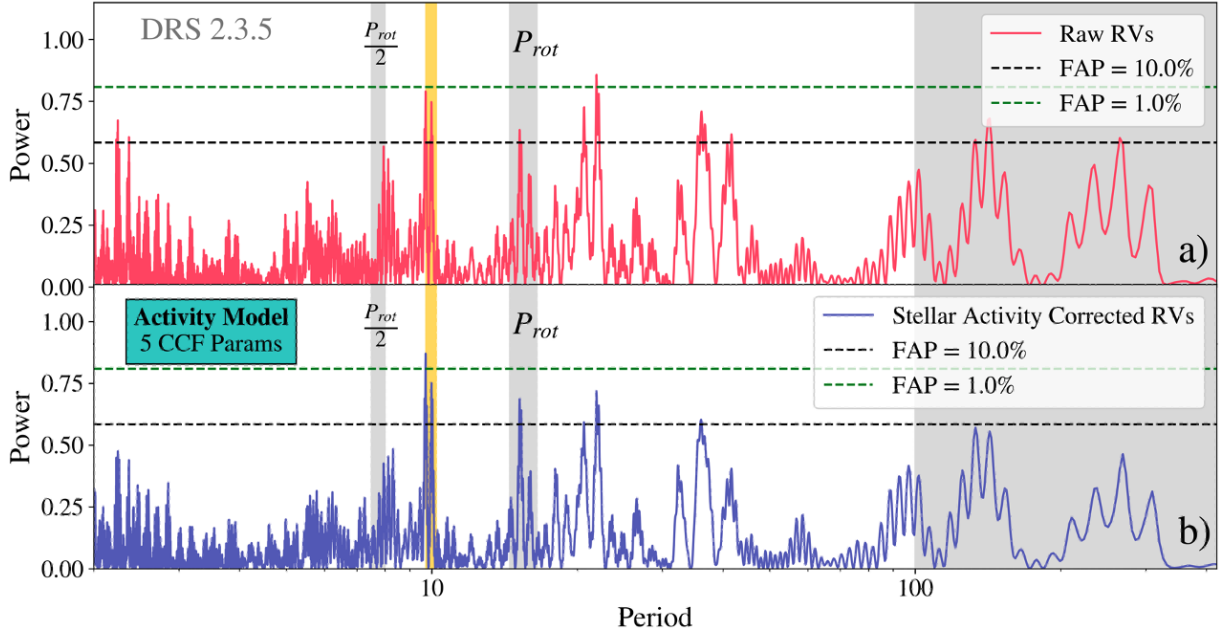 DRS 2.3.5
P_rot/2
P_rot
Raw RVs
FAP = 10.0%
FAP = 1.0%
1.00
0.75
0.50
0.25
0.00
Power
a)
Activity Model
5 CCF Params
P_rot/2
P_rot
Stellar Activity Corrected RVs
FAP = 10.0%
FAP = 1.0%
1.00
0.75
0.50
0.25
0.00
Power
b)
10
100
Period